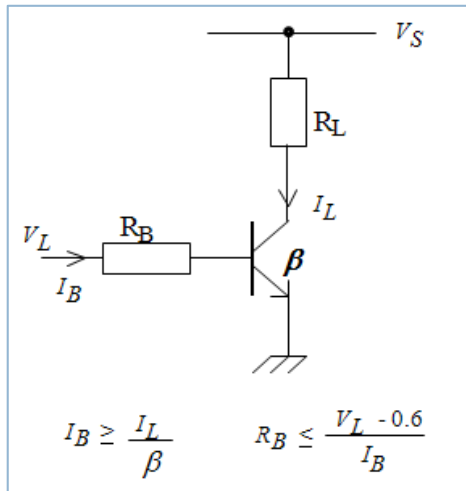 V_S
R_L
I_L
V_L
R_B
I_B
β
I_B ≥ I_L / β
R_B ≤ (V_L - 0.6) / I_B